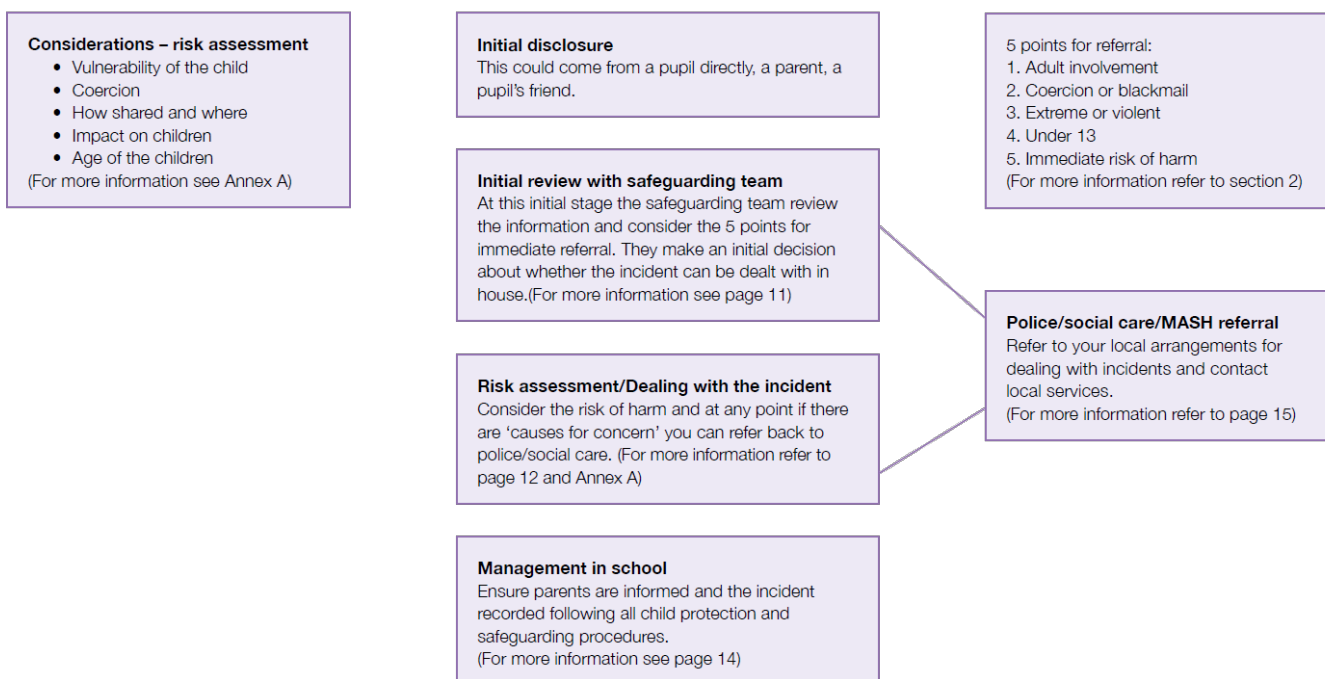 Considerations – risk assessment
• Vulnerability of the child
• Coercion
• How shared and where
• Impact on children
• Age of the children
(For more information see Annex A)
Initial disclosure
This could come from a pupil directly, a parent, a
pupil's friend.
5 points for referral:
1. Adult involvement
2. Coercion or blackmail
3. Extreme or violent
4. Under 13
5. Immediate risk of harm
(For more information refer to section 2)
Initial review with safeguarding team
At this initial stage the safeguarding team review
the information and consider the 5 points for
immediate referral. They make an initial decision
about whether the incident can be dealt with in
house.(For more information see page 11)
Police/social care/MASH referral
Refer to your local arrangements for
dealing with incidents and contact
local services.
(For more information refer to page 15)
Risk assessment/Dealing with the incident
Consider the risk of harm and at any point if there
are 'causes for concern' you can refer back to
police/social care. (For more information refer to
page 12 and Annex A)
Management in school
Ensure parents are informed and the incident
recorded following all child protection and
safeguarding procedures.
(For more information see page 14)